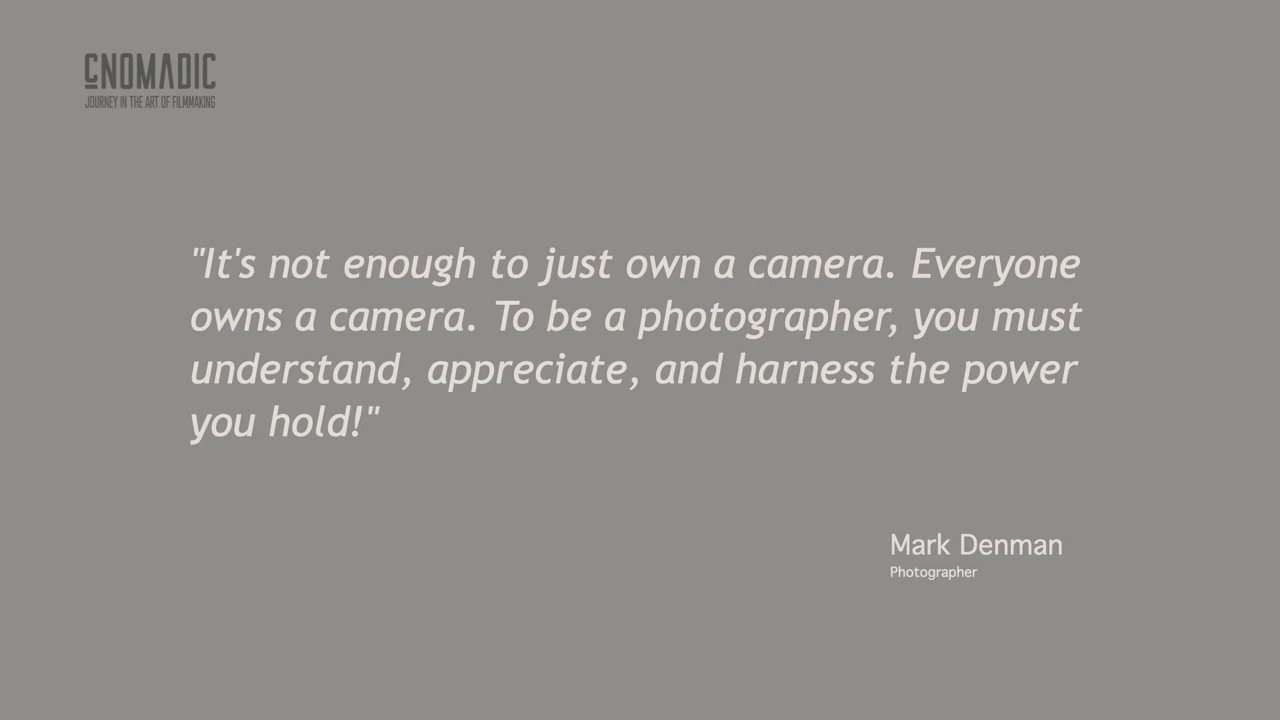 CNOMADIC
JOURNEY IN THE ART OF FILMMAKING
"It's not enough to just own a camera. Everyone
owns a camera. To be a photographer, you must
understand, appreciate, and harness the power
you hold!"
Mark Denman
Photographer